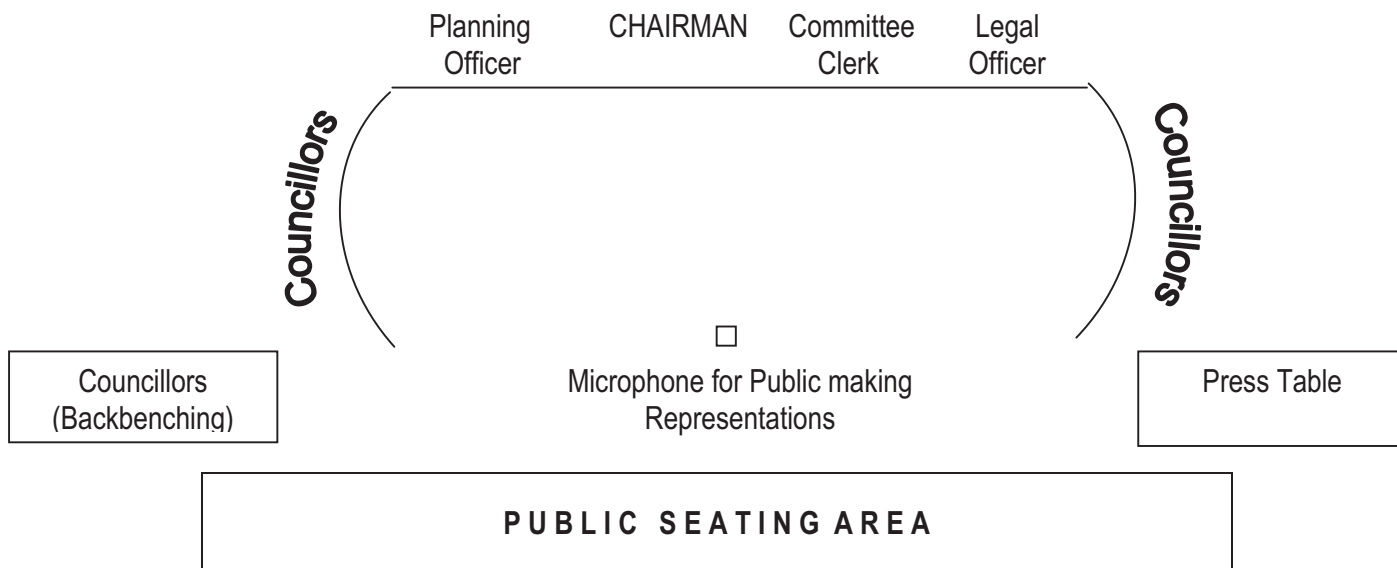 Planning
Officer
CHAIRMAN
Committee
Clerk
Legal
Officer
Councillors
Councillors
Councillors
(Backbenching)
Microphone for Public making
Representations
Press Table
PUBLIC SEATING AREA